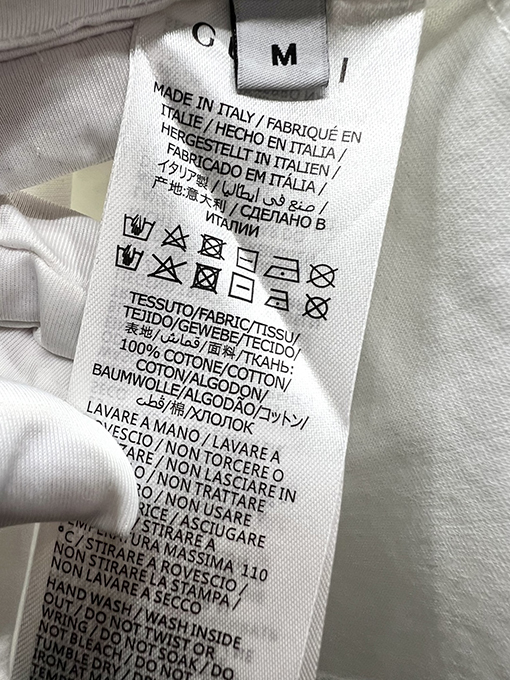 M
MADE IN ITALY / FABRIQUÉ EN
ITALIE / HECHO EN ITALIA /
HERGESTELLT IN ITALIEN /
FABRICADO EM ITÁLIA /
イタリア製 / صنع في ايطاليا /
产地:意大利 / СДЕЛАНО В
ИТАЛИИ
TESSUTO/FABRIC/TISSU/
TEJIDO/GEWEBE/TECIDO/
表地/قماش/面料/ТКАНЬ:
100% COTONE/COTTON/
COTON/ALGODON/
BAUMWOLLE/ALGODÃO/コットン/
قطن/棉/ХЛОПОК
LAVARE A MANO / LAVARE A
ROVESCIO / NON TORCERE O
/ NON LASCIARE IN
/ NON TRATTARE
/ NON USARE
/ ASCIUGARE
/ STIRARE A
MASSIMA 110
°C / STIRARE A ROVESCIO /
NON STIRARE LA STAMPA /
NON LAVARE A SECCO
HAND WASH / WASH INSIDE
OUT / DO NOT TWIST OR
WRING / DO NOT SOAK / DO
NOT BLEACH / DO NOT
TUMBLE DRY /
IRON AT